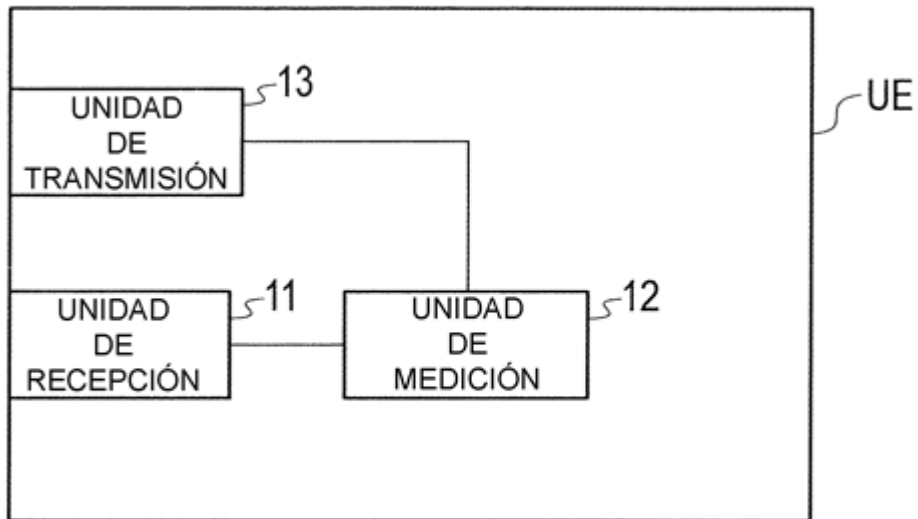 13
UE
UNIDAD
DE
TRANSMISIÓN
11
12
UNIDAD
DE
RECEPCIÓN
UNIDAD
DE
MEDICIÓN